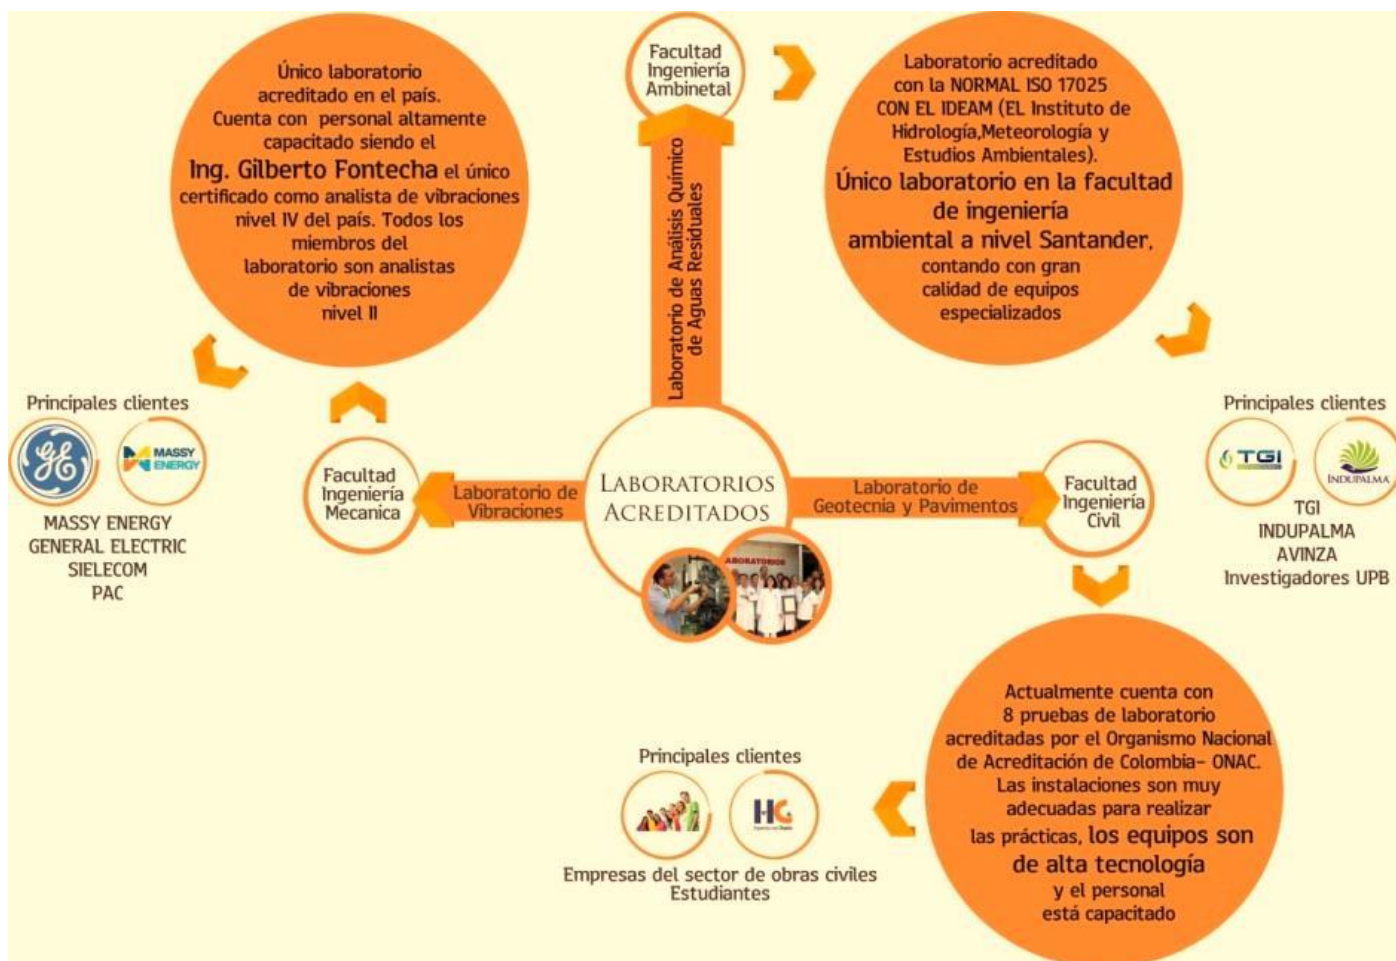 Único laboratorio
acreditado en el país.
Cuenta con personal altamente
capacitado siendo el
Ing. Gilberto Fontecha el único
certificado como analista de vibraciones
nivel IV del país. Todos los
miembros del
laboratorio son analistas
de vibraciones
nivel II
Facultad
Ingeniería
Ambinetal
Laboratorio acreditado
con la NORMAL ISO 17025
CON EL IDEAM (EL Instituto de
Hidrología,Meteorología y
Estudios Ambientales).
Único laboratorio en la facultad
de ingeniería
ambiental a nivel Santander,
contando con gran
calidad de equipos
especializados
Laboratorio de Análisis Químico
de Aguas Residuales
Principales clientes
GE
MASSY
ENERGY
MASSY ENERGY
GENERAL ELECTRIC
SIELECOM
PAC
Facultad
Ingeniería
Mecanica
Laboratorio de
Vibraciones
LABORATORIOS
ACREDITADOS
ABORATORIOS
Laboratorio de
Geotecnia y Pavimentos
Facultad
Ingeniería
Civil
Principales clientes
TGI
INDUPALMA
TGI
INDUPALMA
AVINZA
Investigadores UPB
Actualmente cuenta con
8 pruebas de laboratorio
acreditadas por el Organismo Nacional
de Acreditación de Colombia- ONAC.
Las instalaciones son muy
adecuadas para realizar
las prácticas, los equipos son
de alta tecnología
y el personal
está capacitado
Principales clientes
HC
Empresas del sector de obras civiles
Estudiantes